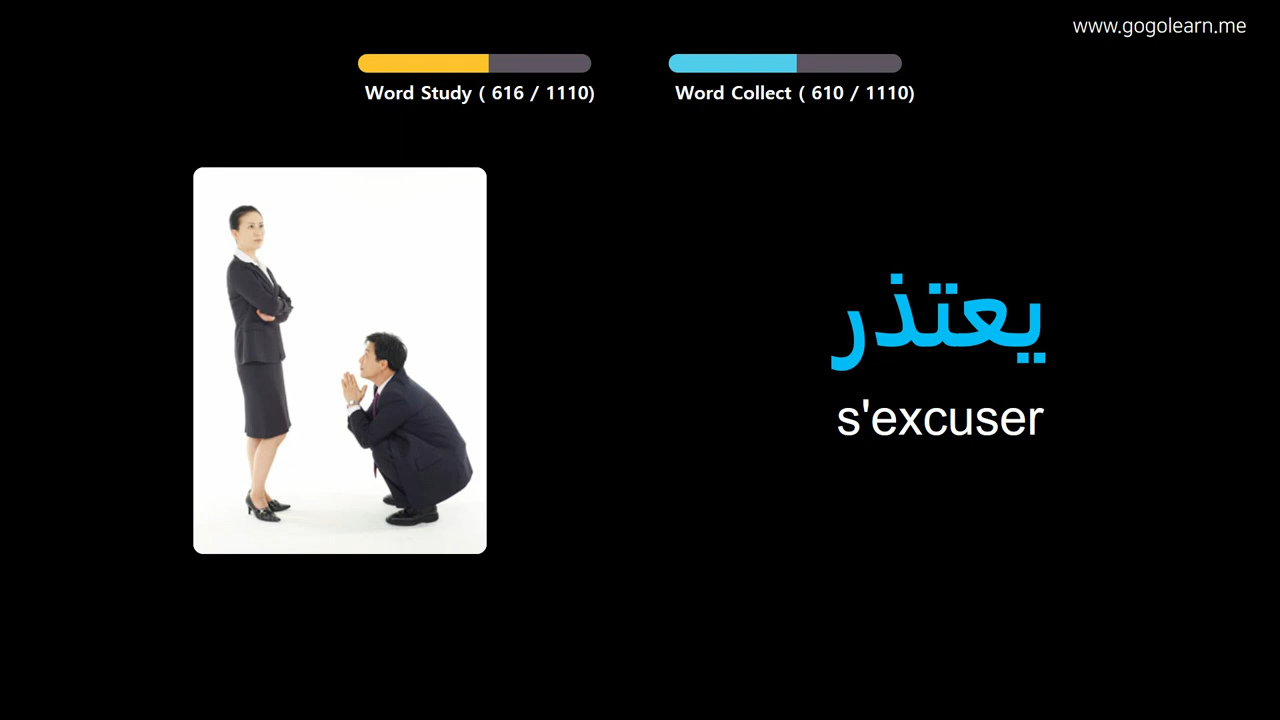 www.gogolearn.me
Word Study ( 616 / 1110)
Word Collect ( 610 / 1110)
يعتذر
s'excuser